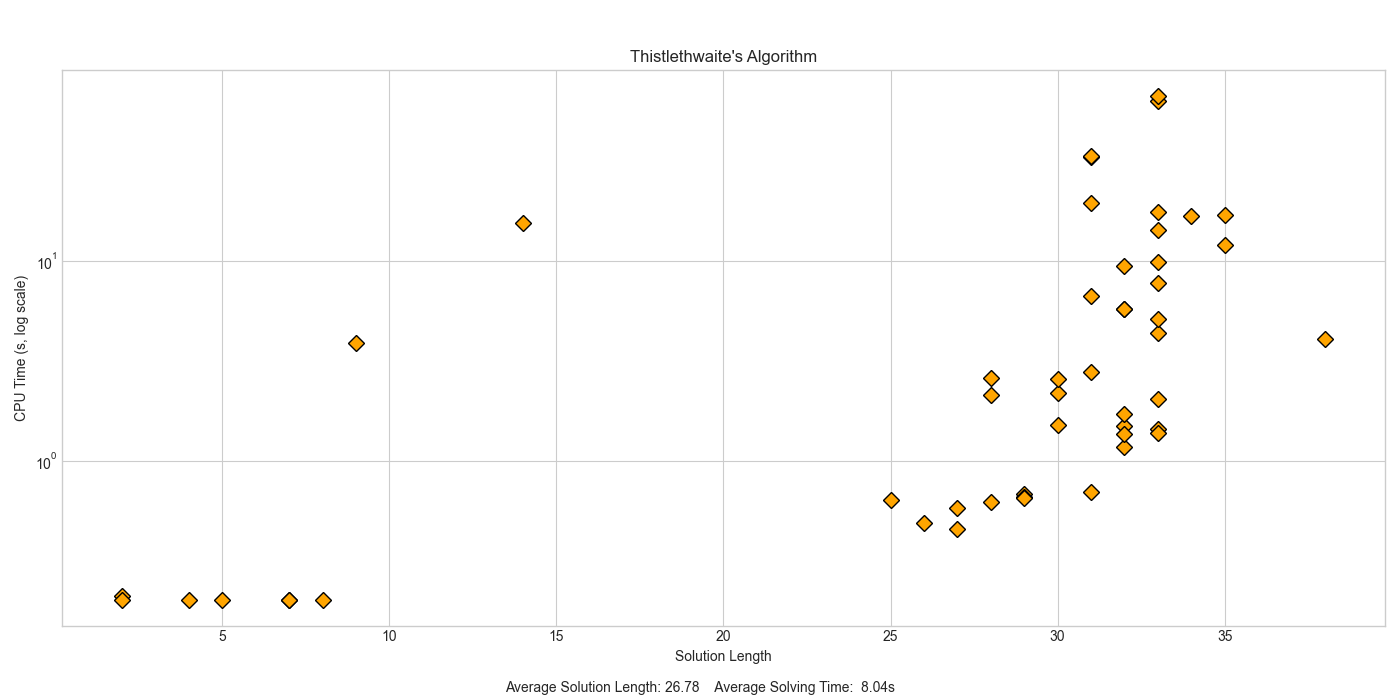 Thistlethwaite's Algorithm
CPU Time (s, log scale)
10¹
10⁰
5 10 15 20 25 30 35
Solution Length
Average Solution Length: 26.78 Average Solving Time: 8.04s